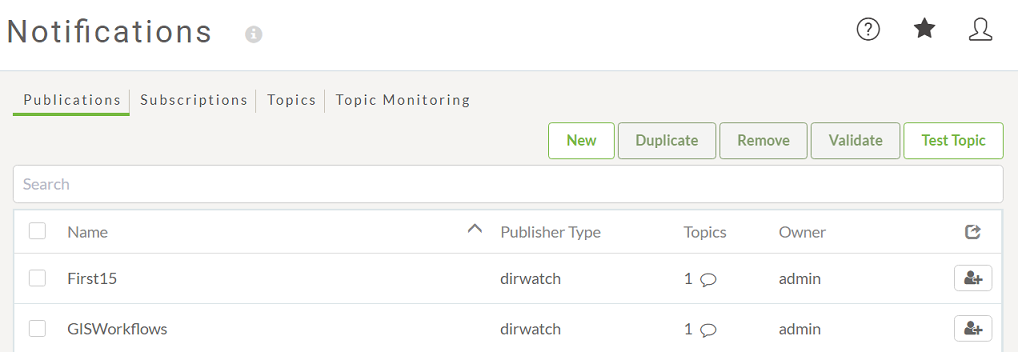 Notifications
Publications Subscriptions Topics Topic Monitoring
New Duplicate Remove Validate Test Topic
Search
Name Publisher Type Topics Owner
First15 dirwatch 1 admin
GISWorkflows dirwatch 1 admin